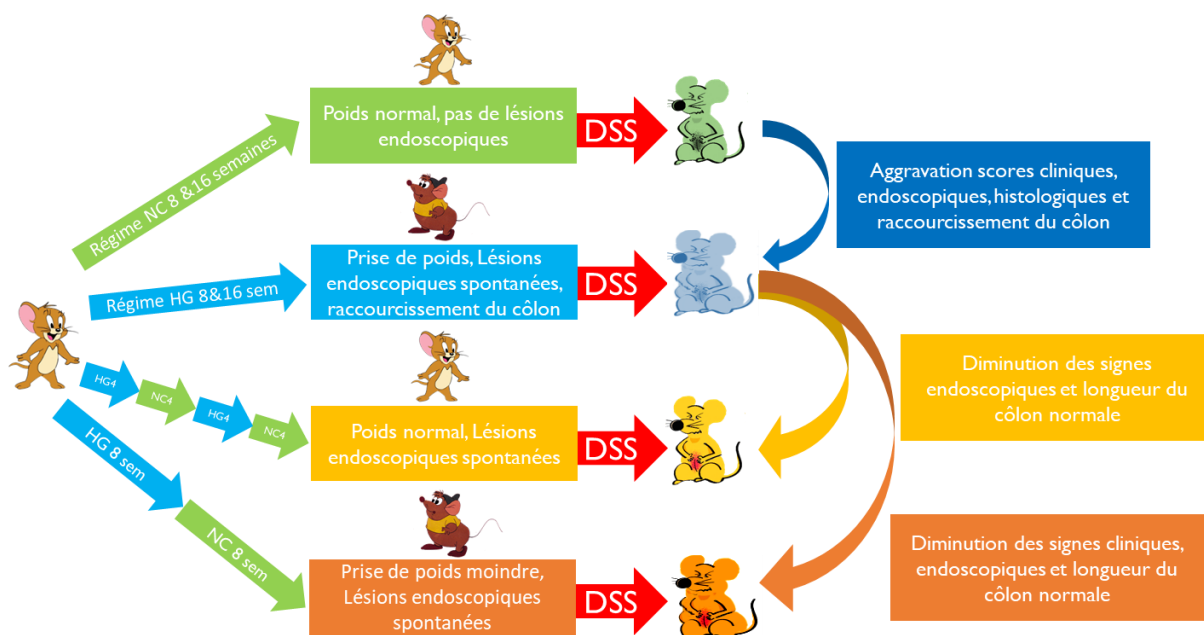 Régime NC 8 &16 semaines
Poids normal, pas de lésions
endoscopiques
DSS
Aggravation scores cliniques,
endoscopiques, histologiques et
raccourcissement du côlon
Régime HG 8&16 sem
Prise de poids, Lésions
endoscopiques spontanées,
raccourcissement du côlon
DSS
HG4
NC4
HG4
NC4
Poids normal, Lésions
endoscopiques spontanées
DSS
Diminution des signes
endoscopiques et longueur du
côlon normale
HG 8 sem
NC 8 sem
Prise de poids moindre,
Lésions endoscopiques
spontanées
DSS
Diminution des signes cliniques,
endoscopiques et longueur du
côlon normale